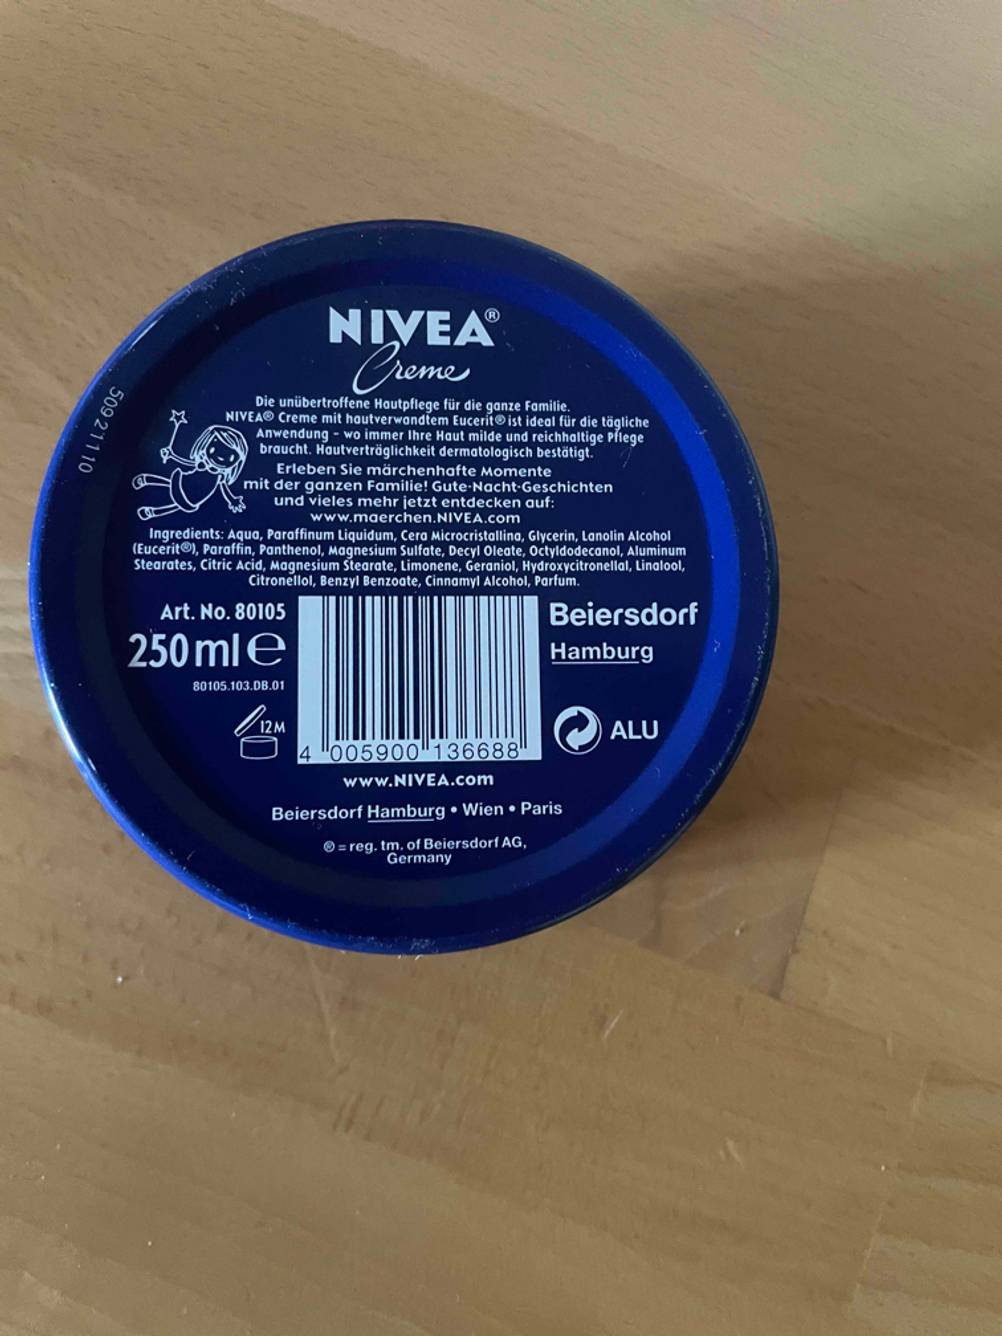 NIVEA®
Creme
Die unübertroffene Hautpflege für die ganze Familie.
NIVEA® Creme mit hautverwandtem Eucerit® ist ideal für die tägliche
Anwendung – wo immer Ihre Haut milde und reichhaltige Pflege
braucht. Hautverträglichkeit dermatologisch bestätigt.
Erleben Sie märchenhafte Momente
mit der ganzen Familie! Gute-Nacht-Geschichten
und vieles mehr jetzt entdecken auf:
www.maerchen.NIVEA.com
Ingredients: Aqua, Paraffinum Liquidum, Cera Microcristallina, Glycerin, Lanolin Alcohol
(Eucerit®), Paraffin, Panthenol, Magnesium Sulfate, Decyl Oleate, Octyldodecanol, Aluminum
Stearates, Citric Acid, Magnesium Stearate, Limonene, Geraniol, Hydroxycitronellal, Linalool,
Citronellol, Benzyl Benzoate, Cinnamyl Alcohol, Parfum.
50921110
Art. No. 80105
250 ml e
80105.103.DB.01
12M
4 005900 136688
Beiersdorf
Hamburg
ALU
www.NIVEA.com
Beiersdorf Hamburg • Wien • Paris
® = reg. tm. of Beiersdorf AG,
Germany